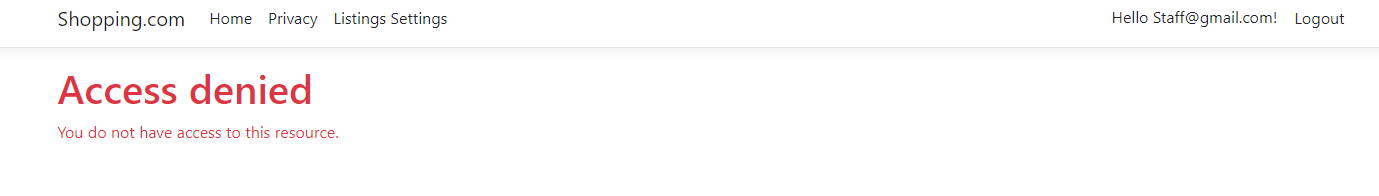 Shopping.com Home Privacy Listings Settings Hello Staff@gmail.com! Logout
Access denied
You do not have access to this resource.